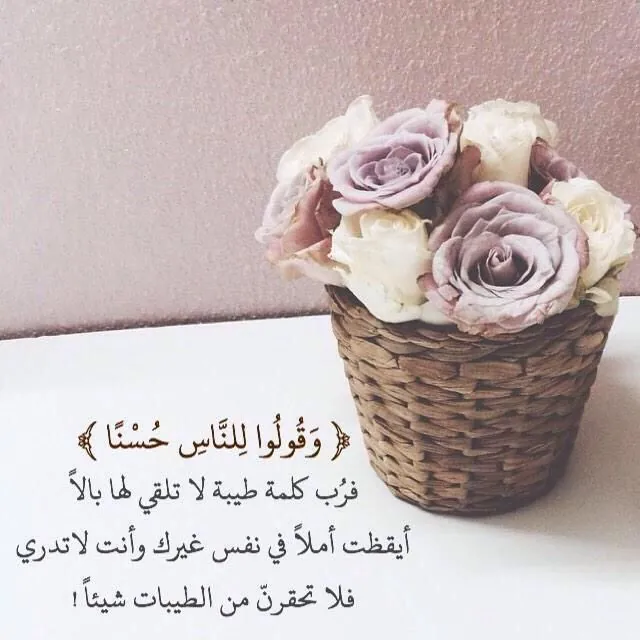 ﴿ وَقُولُوا لِلنَّاسِ حُسْنًا ﴾
فرُب كلمة طيبة لا تلقي لها بالاً
أيقظت أملاً في نفس غيرك وأنت لاتدري
فلا تحقرنّ من الطيبات شيئاً !